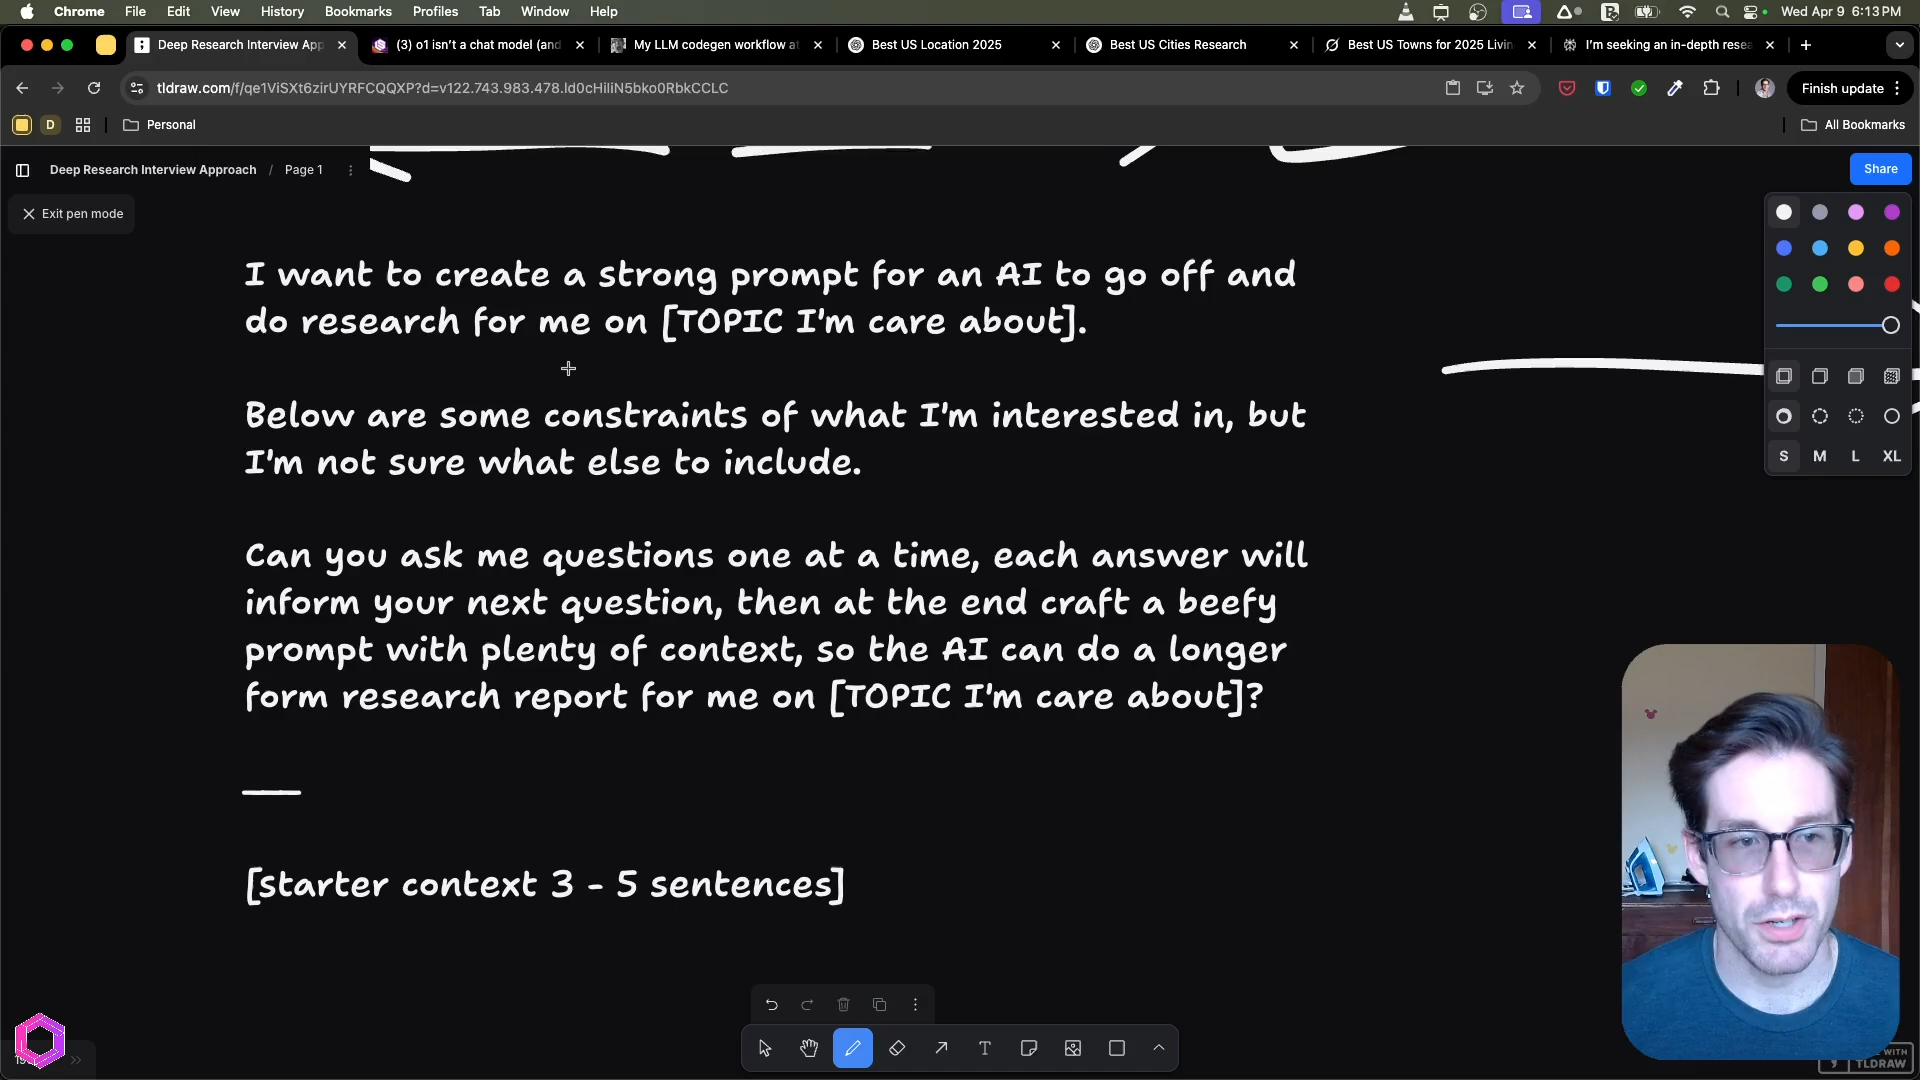 Chrome File Edit View History Bookmarks Profiles Tab Window Help Wed Apr 9 6:13 PM
Deep Research Interview App (3) o1 isn't a chat model (and My LLM codegen workflow at Best US Location 2025 Best US Cities Research Best US Towns for 2025 Livin I'm seeking an in-depth resea
tldraw.com/f/qe1ViSXt6zirUYRFCQQXP?d=v122.743.983.478.ld0cHiIiN5bko0RbkCCLC Finish update
D Personal All Bookmarks
Deep Research Interview Approach / Page 1 Share
Exit pen mode
I want to create a strong prompt for an AI to go off and
do research for me on [TOPIC I'm care about].
Below are some constraints of what I'm interested in, but
I'm not sure what else to include.
S M L XL
Can you ask me questions one at a time, each answer will
inform your next question, then at the end craft a beefy
prompt with plenty of context, so the AI can do a longer
form research report for me on [TOPIC I'm care about]?
[starter context 3 - 5 sentences]
T
WITH
TLDRAW